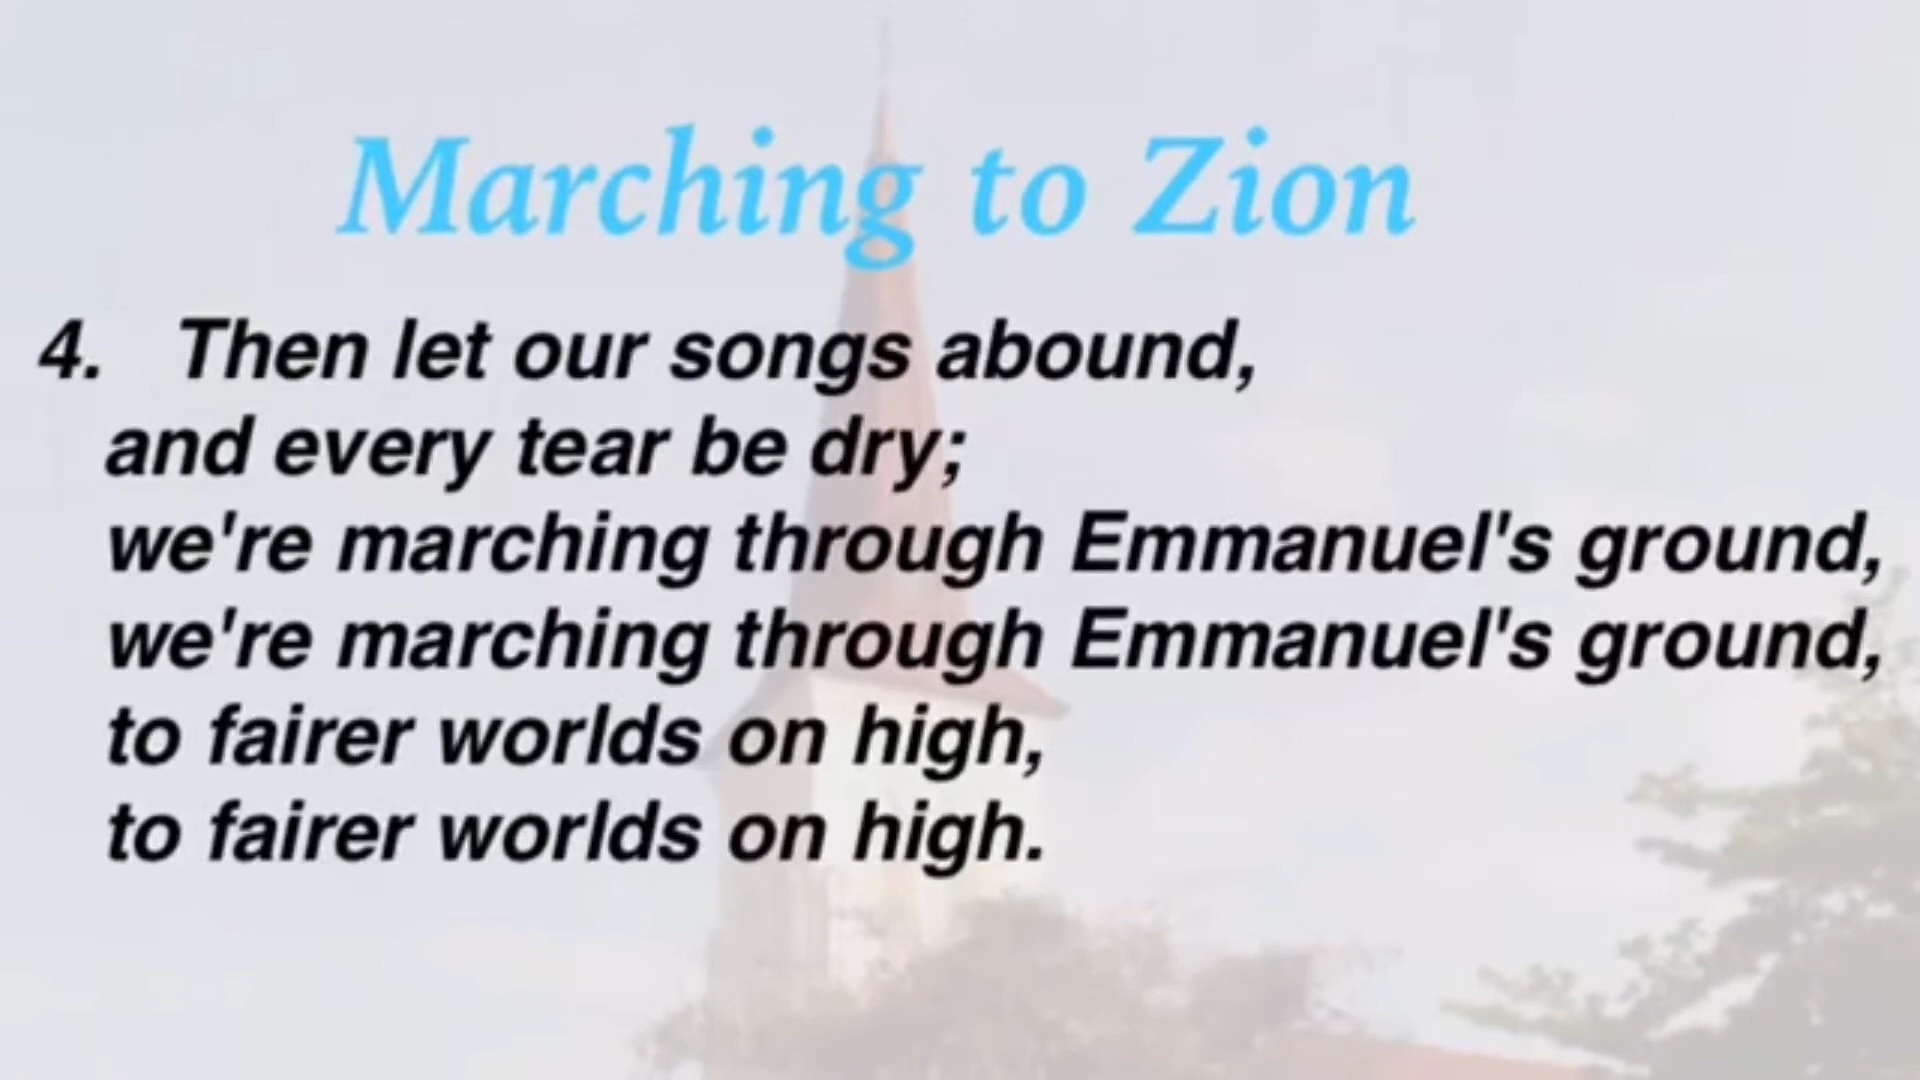 Marching to Zion
4. Then let our songs abound,
and every tear be dry;
we're marching through Emmanuel's ground,
we're marching through Emmanuel's ground,
to fairer worlds on high,
to fairer worlds on high.